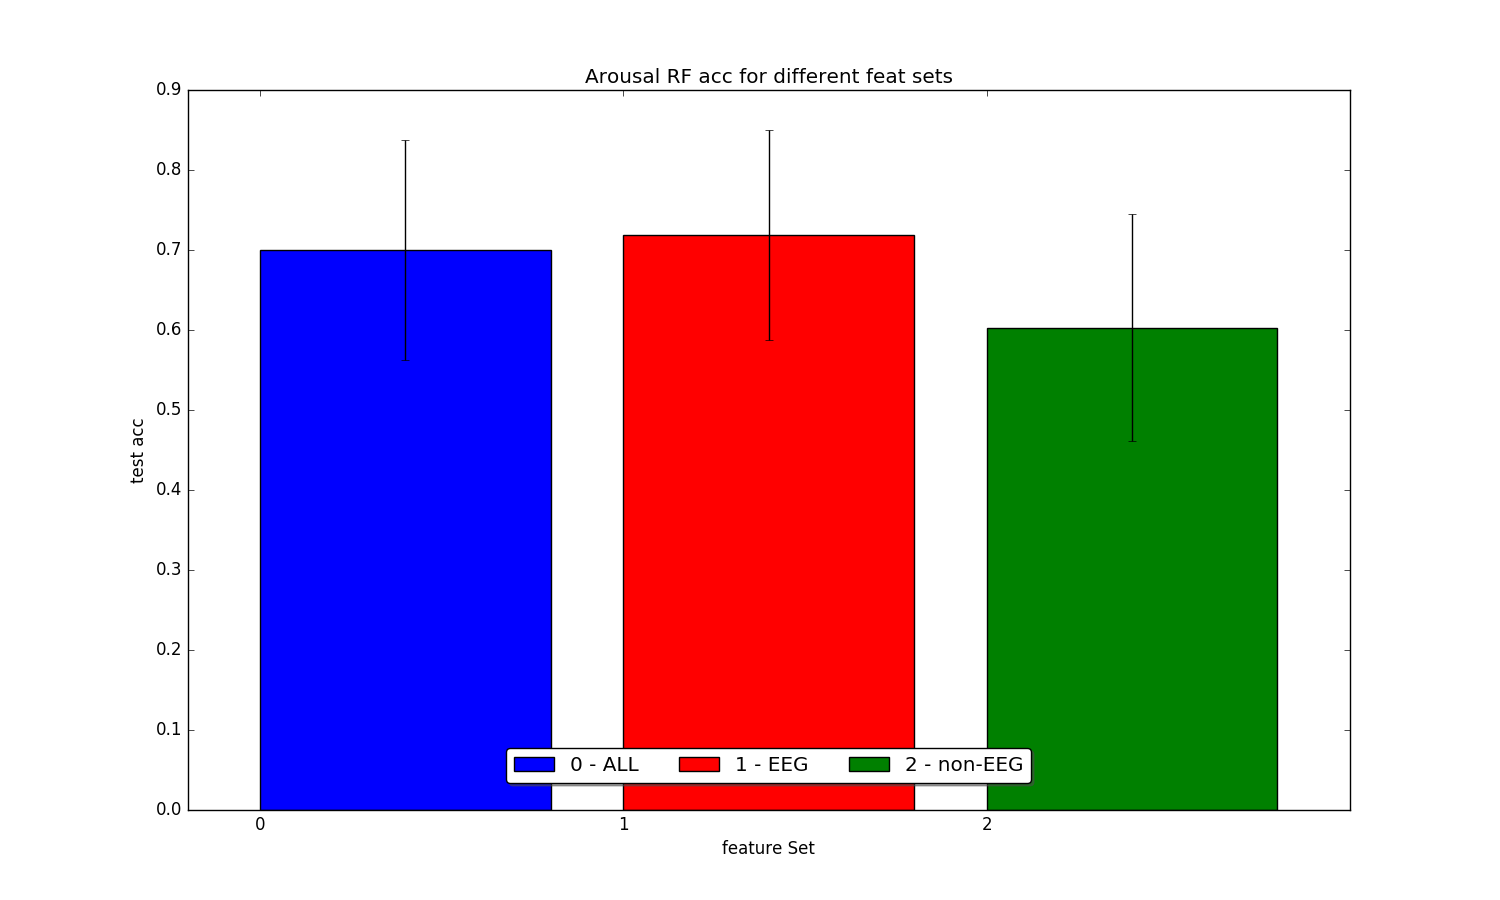 Arousal RF acc for different feat sets
0.9
0.8
0.7
0.6
0.5
0.4
0.3
0.2
0.1
0.0
test acc
0 - ALL 1 - EEG 2 - non-EEG
0 1 2
feature Set